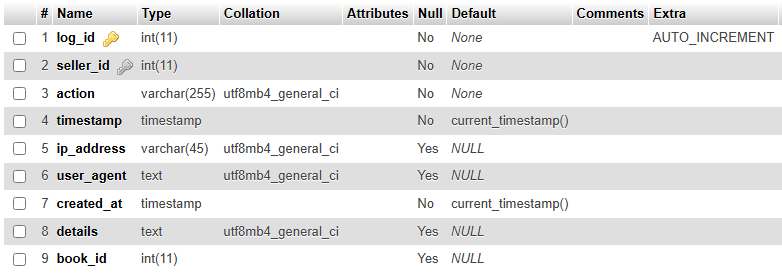 # Name Type Collation Attributes Null Default Comments Extra
1 log_id int(11) No None AUTO_INCREMENT
2 seller_id int(11) No None
3 action varchar(255) utf8mb4_general_ci No None
4 timestamp timestamp No current_timestamp()
5 ip_address varchar(45) utf8mb4_general_ci Yes NULL
6 user_agent text utf8mb4_general_ci Yes NULL
7 created_at timestamp No current_timestamp()
8 details text utf8mb4_general_ci Yes NULL
9 book_id int(11) Yes NULL